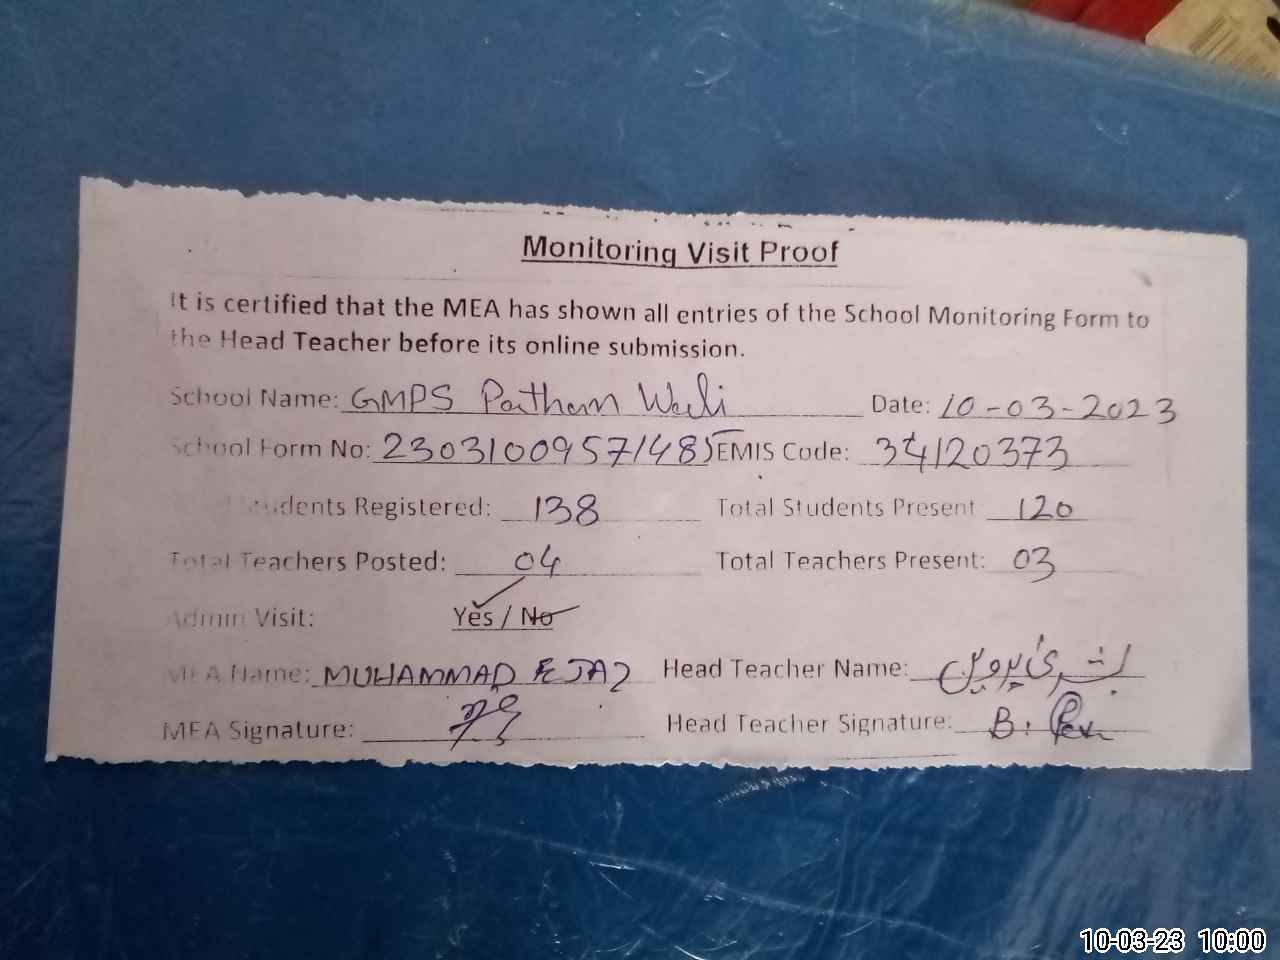 Monitoring Visit Proof
It is certified that the MEA has shown all entries of the School Monitoring Form to
the Head Teacher before its online submission.
School Name: GMPS Pathan Wali Date: 10-03-2023
School Form No: 2303100957148 EMIS Code: 34120373
Students Registered: 138 Total Students Present 120
Total Teachers Posted: 04 Total Teachers Present: 03
Admin Visit: Yes / No
MEA Name: MUHAMMAD EJAZ Head Teacher Name: بشریٰ پروین
MEA Signature: Head Teacher Signature: B.
10-03-23 10:00